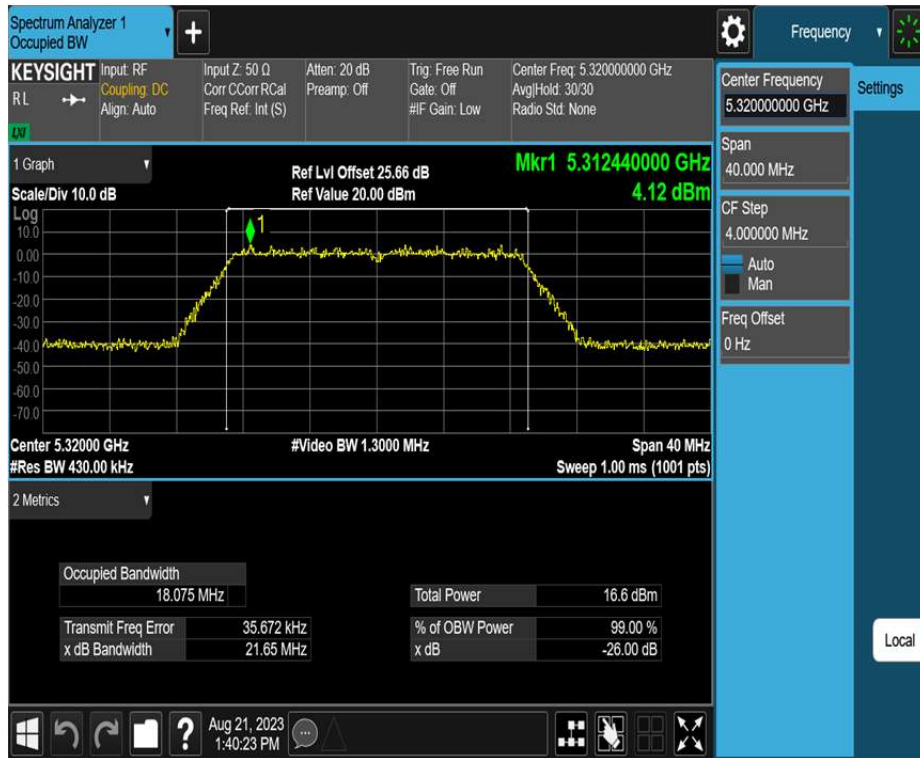 Spectrum Analyzer 1
Occupied BW
+
Frequency
KEYSIGHT
R L
LXI
Input: RF
Coupling: DC
Align: Auto
Input Z: 50 Ω
Corr CCorr RCal
Freq Ref: Int (S)
Atten: 20 dB
Preamp: Off
Trig: Free Run
Gate: Off
#IF Gain: Low
Center Freq: 5.320000000 GHz
Avg|Hold: 30/30
Radio Std: None
Center Frequency
5.320000000 GHz
Settings
Span
40.000 MHz
CF Step
4.000000 MHz
Auto
Man
Freq Offset
0 Hz
Local
1 Graph
Scale/Div 10.0 dB
Ref Lvl Offset 25.66 dB
Ref Value 20.00 dBm
Mkr1 5.312440000 GHz
4.12 dBm
Log
10.0
0.00
-10.0
-20.0
-30.0
-40.0
-50.0
-60.0
-70.0
1
Center 5.32000 GHz
#Res BW 430.00 kHz
#Video BW 1.3000 MHz
Span 40 MHz
Sweep 1.00 ms (1001 pts)
2 Metrics
Occupied Bandwidth
18.075 MHz
Transmit Freq Error 35.672 kHz
x dB Bandwidth 21.65 MHz
Total Power 16.6 dBm
% of OBW Power 99.00 %
x dB -26.00 dB
?
Aug 21, 2023
1:40:23 PM